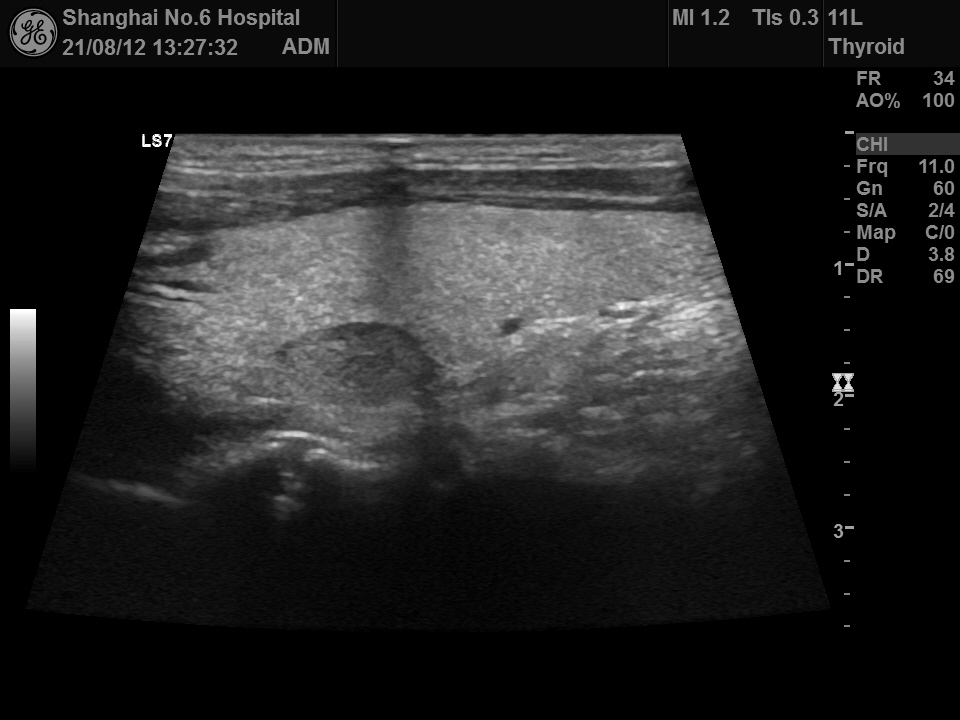 GE
Shanghai No.6 Hospital
21/08/12 13:27:32 ADM
MI 1.2 TIs 0.3
11L
Thyroid
FR 34
AO% 100
CHI
Frq 11.0
Gn 60
S/A 2/4
Map C/0
D 3.8
DR 69
LS7
1
2
3